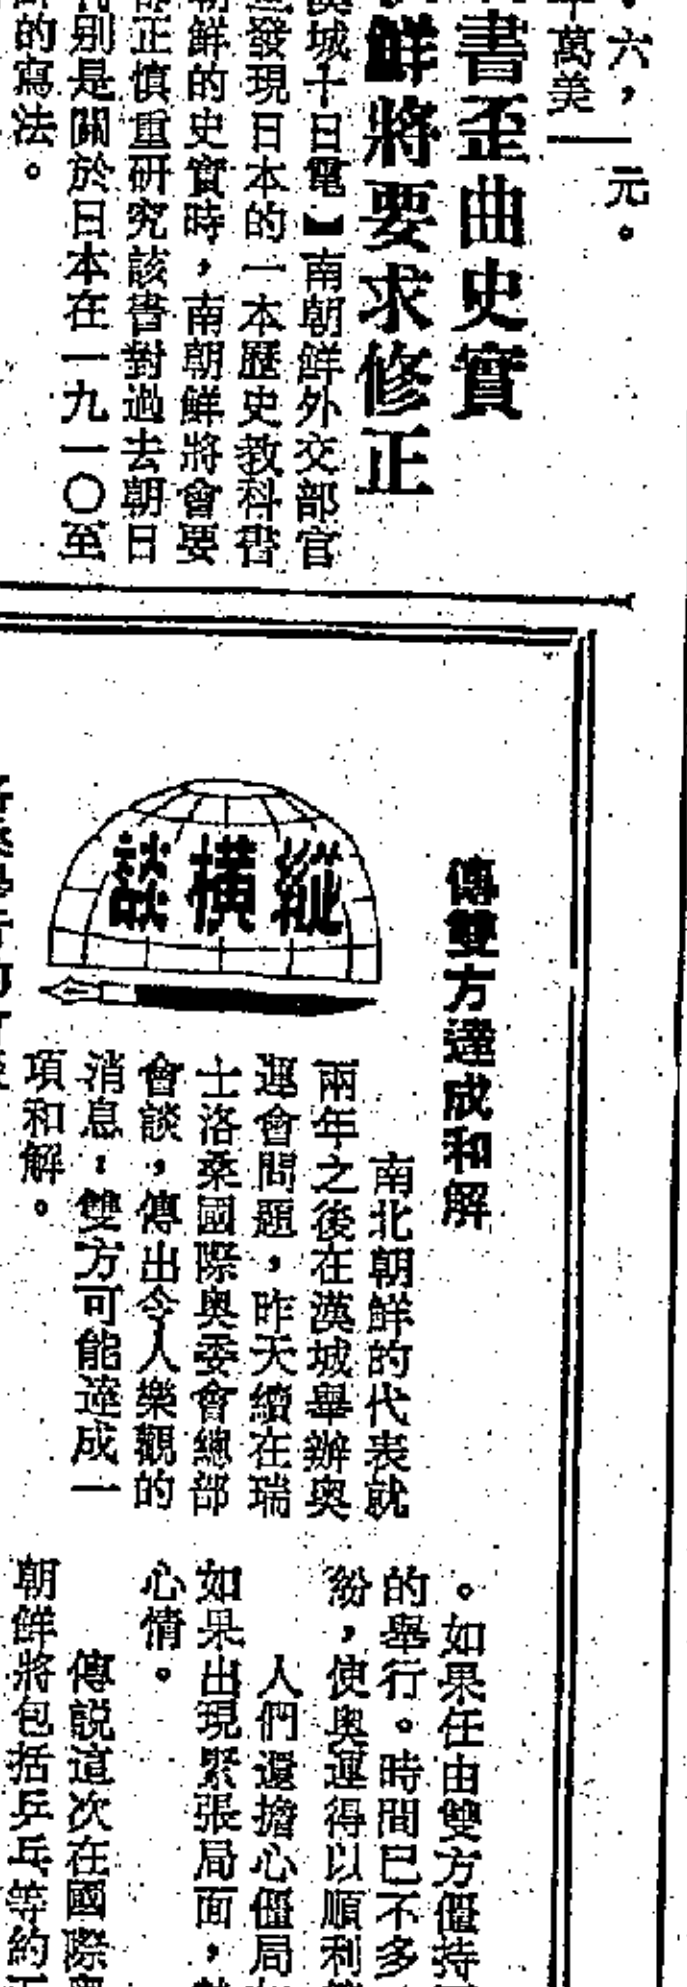 。六，一元。
萬美
書歪曲史實
鮮將要求修正
漢城十日電】南朝鮮外交部官
發現日本的一本歷史教科書
朝鮮的史實時，南朝鮮將會要
正慎重研究該書對過去朝日
別是關於日本在一九一〇至
的寫法。
縱橫談
傳雙方達成和解
南北朝鮮的代表就
兩年之後在漢城舉辦奧
運會問題，昨天續在瑞
士洛桑國際奧委會總部
會談，傳出令人樂觀的
消息：雙方可能達成一
項和解。
。如果任由雙方僵持
的舉行。時間已不多
紛，使奧運得以順利
人們還擔心僵局
如果出現緊張局面，
心情。
傳說這次在國際奧
朝鮮將包括乒乓等約